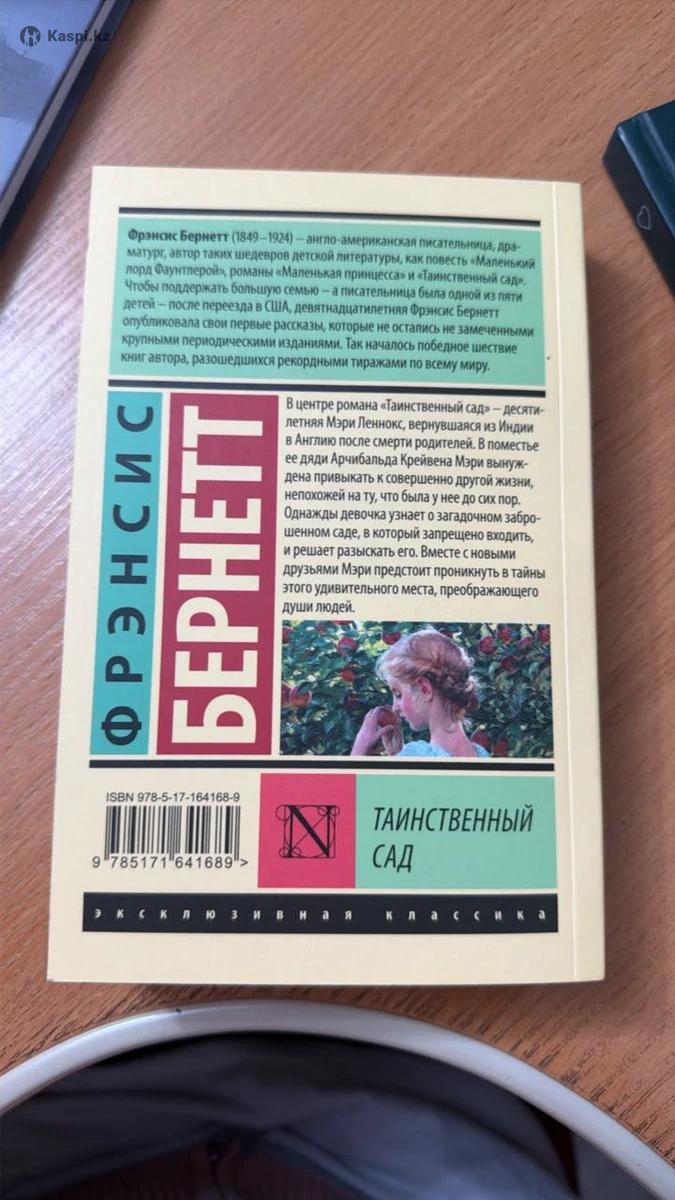 Kaspi.kz
Фрэнсис Бернетт (1849–1924) – англо-американская писательница, дра-
матург, автор таких шедевров детской литературы, как повесть «Маленький
лорд Фаунтлерой», романы «Маленькая принцесса» и «Таинственный сад».
Чтобы поддержать большую семью – а писательница была одной из пяти
детей – после переезда в США, девятнадцатилетняя Фрэнсис Бернетт
опубликовала свои первые рассказы, которые не остались не замеченными
крупными периодическими изданиями. Так началось победное шествие
книг автора, разошедшихся рекордными тиражами по всему миру.
ФРЭНСИС
БЕРНЕТТ
В центре романа «Таинственный сад» – десяти-
летняя Мэри Леннокс, вернувшаяся из Индии
в Англию после смерти родителей. В поместье
ее дяди Арчибальда Крейвена Мэри вынуж-
дена привыкать к совершенно другой жизни,
непохожей на ту, что была у нее до сих пор.
Однажды девочка узнает о загадочном забро-
шенном саде, в который запрещено входить,
и решает разыскать его. Вместе с новыми
друзьями Мэри предстоит проникнуть в тайны
этого удивительного места, преображающего
души людей.
ISBN 978-5-17-164168-9
9 785171 641689 >
N
ТАИНСТВЕННЫЙ
САД
эксклюзивная классика